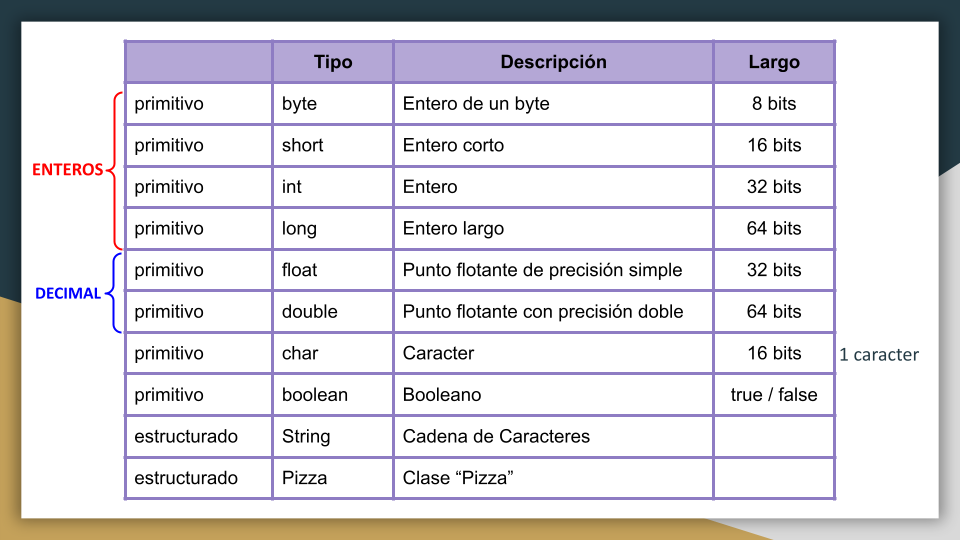 Tipo Descripción Largo
primitivo byte Entero de un byte 8 bits
primitivo short Entero corto 16 bits
ENTEROS
primitivo int Entero 32 bits
primitivo long Entero largo 64 bits
primitivo float Punto flotante de precisión simple 32 bits
DECIMAL
primitivo double Punto flotante con precisión doble 64 bits
primitivo char Caracter 16 bits 1 caracter
primitivo boolean Booleano true / false
estructurado String Cadena de Caracteres
estructurado Pizza Clase “Pizza”